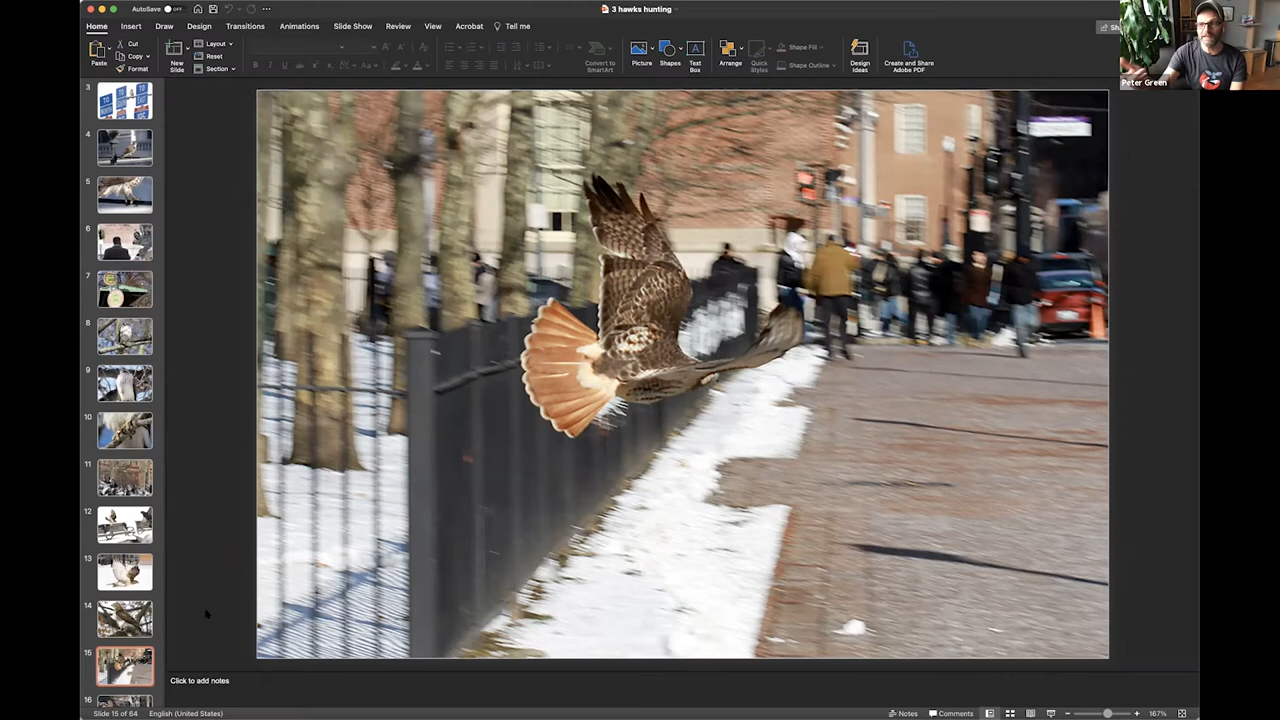 AutoSave OFF
3 hawks hunting
Home Insert Draw Design Transitions Animations Slide Show Review View Acrobat Tell me
Paste
Cut
Copy
Format
New Slide
Layout
Reset
Section
Convert to SmartArt
Picture
Shapes
Text Box
Arrange
Quick Styles
Shape Fill
Shape Outline
Design Ideas
Create and Share Adobe PDF
Peter Green
3
4
5
6
7
8
9
10
11
12
13
14
15
16
Click to add notes
Slide 15 of 64 English (United States) Notes Comments 167%